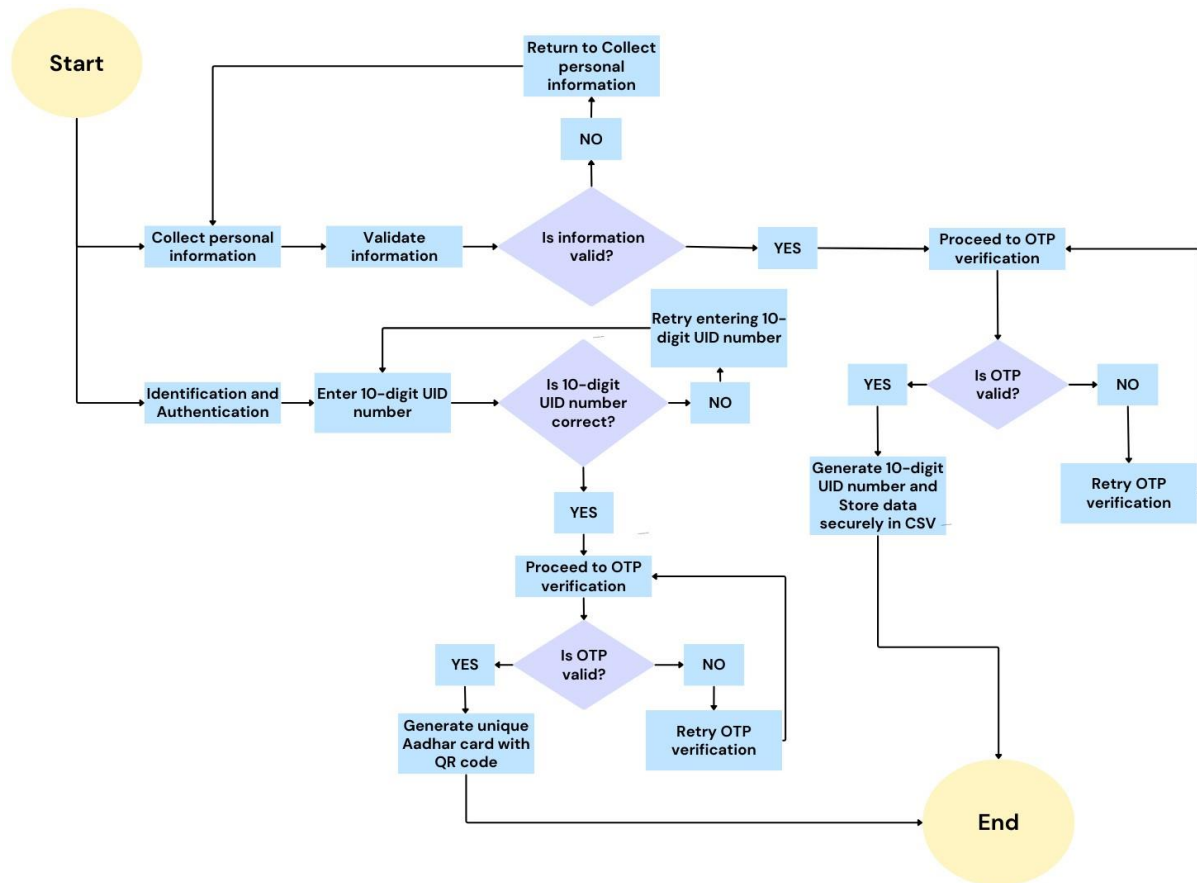 Start
Return to Collect
personal
information
NO
Collect personal
information
Validate
information
Is information
valid?
YES
Proceed to OTP
verification
Retry entering 10-
digit UID number
Identification and
Authentication
Enter 10-digit UID
number
Is 10-digit
UID number
correct?
NO
YES
Is OTP
valid?
NO
Generate 10-digit
UID number and
Store data
securely in CSV
Retry OTP
verification
YES
Proceed to OTP
verification
YES
Is OTP
valid?
NO
Generate unique
Aadhar card with
QR code
Retry OTP
verification
End